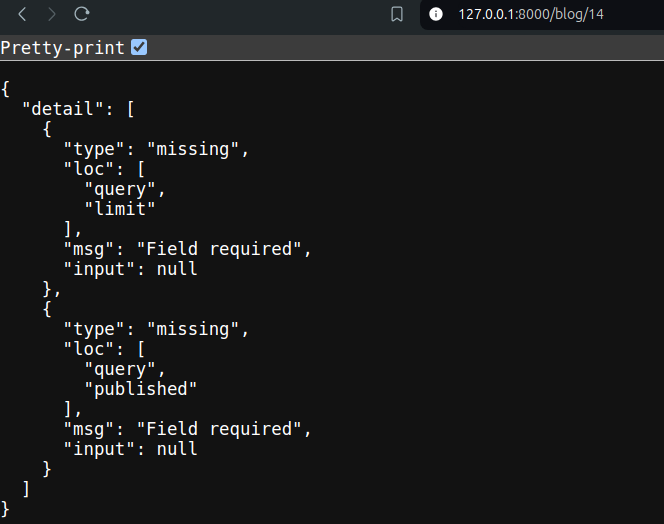 127.0.0.1:8000/blog/14
Pretty-print
{
  "detail": [
    {
      "type": "missing",
      "loc": [
        "query",
        "limit"
      ],
      "msg": "Field required",
      "input": null
    },
    {
      "type": "missing",
      "loc": [
        "query",
        "published"
      ],
      "msg": "Field required",
      "input": null
    }
  ]
}